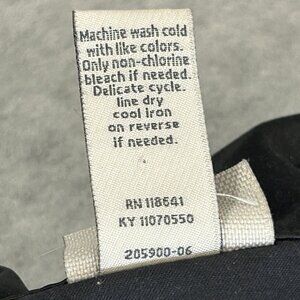 Machine wash cold
with like colors.
Only non-chlorine
bleach if needed.
Delicate cycle.
line dry
cool iron
on reverse
if needed.
RN 118641
KY 11070550
205900-06